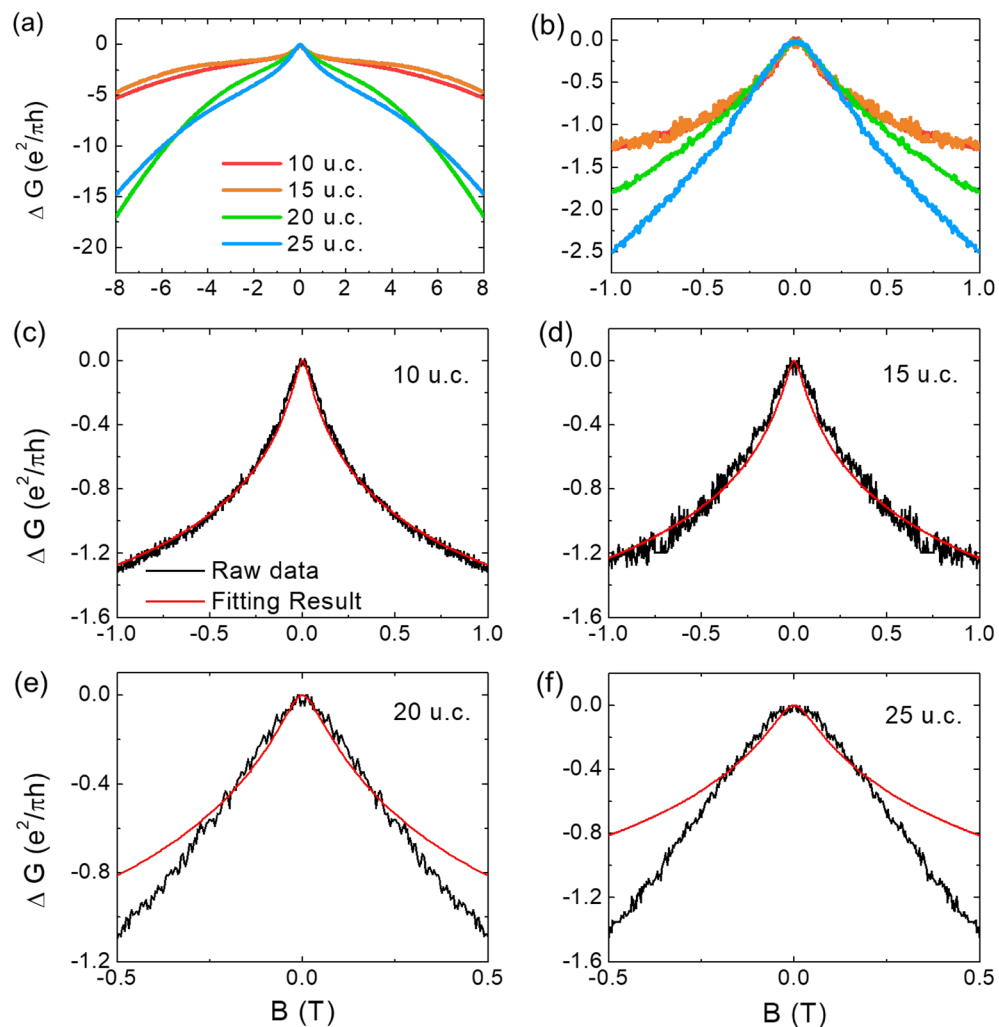 (a)
Δ G (e²/πh)
0
-5
-10
-15
-20
10 u.c.
15 u.c.
20 u.c.
25 u.c.
-8 -6 -4 -2 0 2 4 6 8
(b)
0.0
-0.5
-1.0
-1.5
-2.0
-2.5
-1.0 -0.5 0.0 0.5 1.0
(c)
Δ G (e²/πh)
0.0
-0.4
-0.8
-1.2
-1.6
10 u.c.
Raw data
Fitting Result
-1.0 -0.5 0.0 0.5 1.0
(d)
0.0
-0.4
-0.8
-1.2
-1.6
15 u.c.
-1.0 -0.5 0.0 0.5 1.0
(e)
Δ G (e²/πh)
0.0
-0.4
-0.8
-1.2
20 u.c.
-0.5 0.0 0.5
B (T)
(f)
0.0
-0.4
-0.8
-1.2
-1.6
25 u.c.
-0.5 0.0 0.5
B (T)